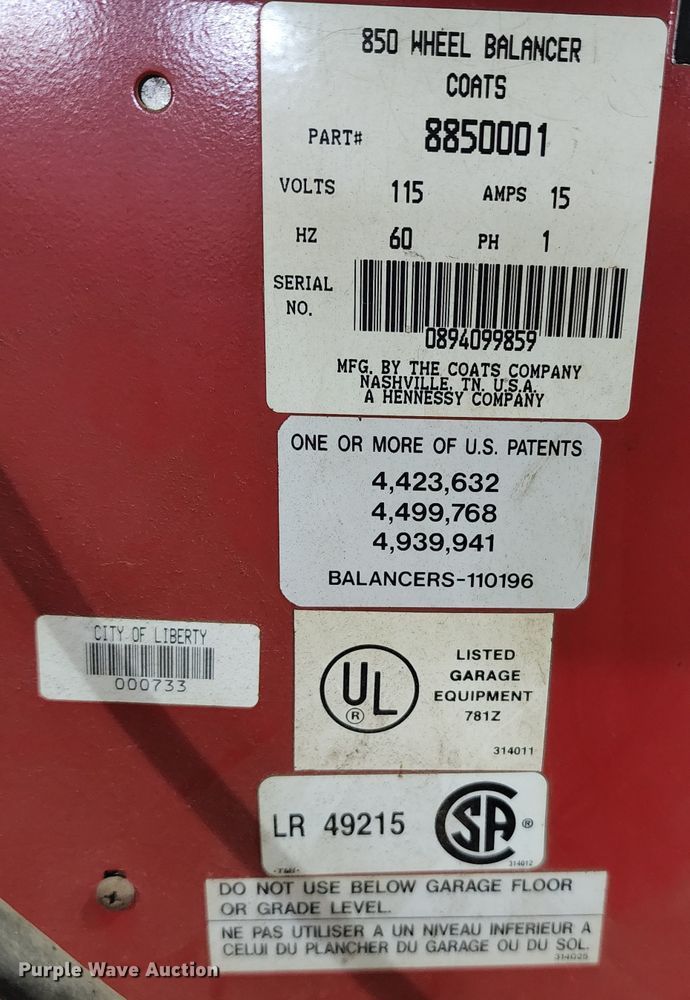 850 WHEEL BALANCER
COATS
PART# 8850001
VOLTS 115 AMPS 15
HZ 60 PH 1
SERIAL
NO.
0894099859
MFG. BY THE COATS COMPANY
NASHVILLE, TN. U.S.A.
A HENNESSY COMPANY
ONE OR MORE OF U.S. PATENTS
4,423,632
4,499,768
4,939,941
BALANCERS-110196
CITY OF LIBERTY
000733
UL ®
LISTED
GARAGE
EQUIPMENT
781Z
314011
LR 49215
SA ®
314012
DO NOT USE BELOW GARAGE FLOOR
OR GRADE LEVEL.
NE PAS UTILISER A UN NIVEAU INFERIEUR A
CELUI DU PLANCHER DU GARAGE OU DU SOL.
314025
Purple Wave Auction